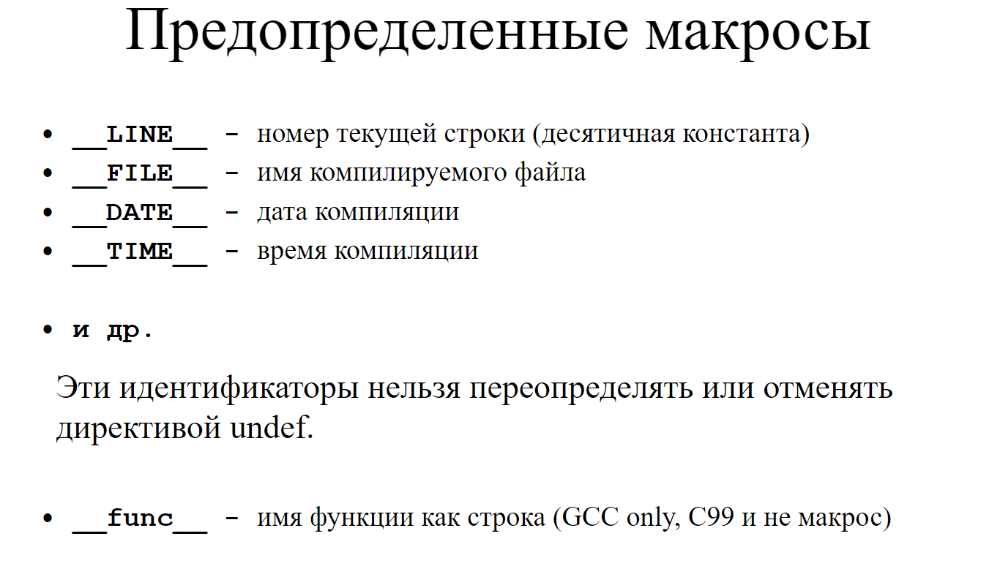 Предопределенные макросы
• __LINE__ - номер текущей строки (десятичная константа)
• __FILE__ - имя компилируемого файла
• __DATE__ - дата компиляции
• __TIME__ - время компиляции
• и др.
Эти идентификаторы нельзя переопределять или отменять
директивой undef.
• __func__ - имя функции как строка (GCC only, C99 и не макрос)